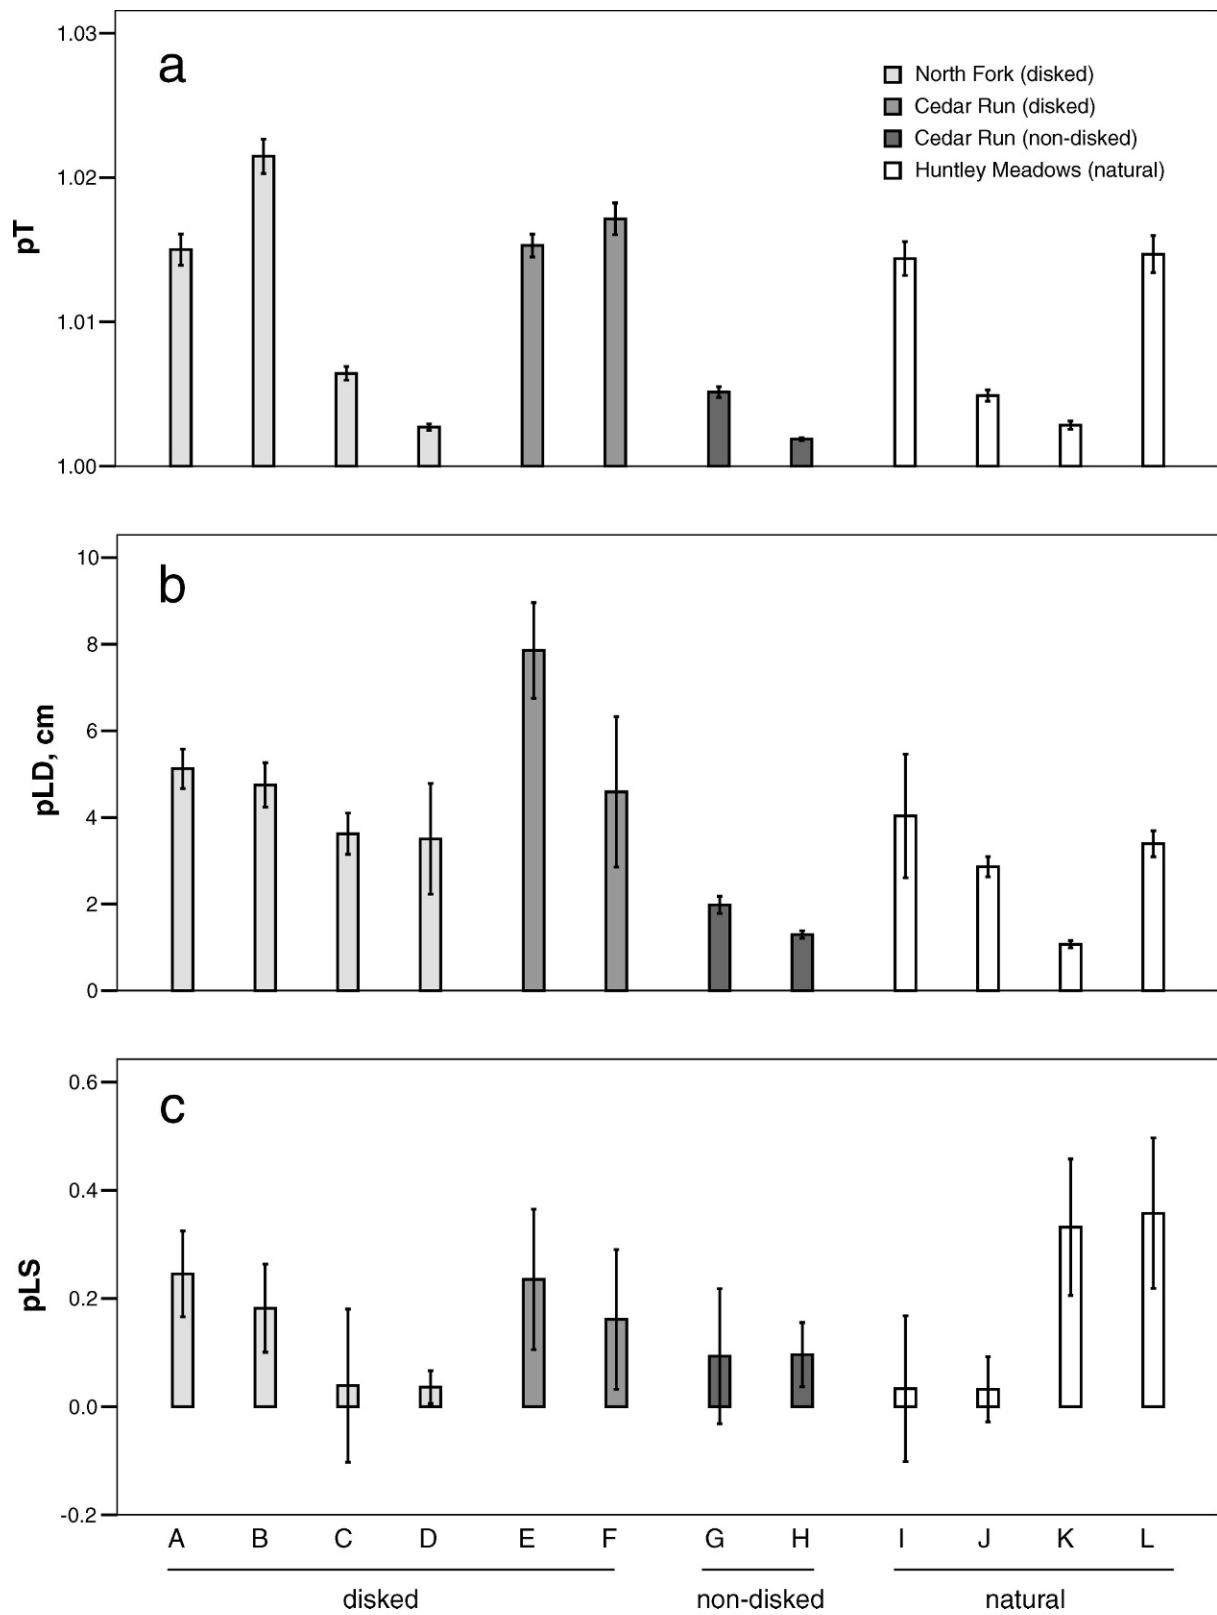 a
1.03
1.02
1.01
1.00
pT
North Fork (disked)
Cedar Run (disked)
Cedar Run (non-disked)
Huntley Meadows (natural)
b
10
8
6
4
2
0
pLD, cm
c
0.6
0.4
0.2
0.0
-0.2
pLS
A B C D E F G H I J K L
disked non-disked natural